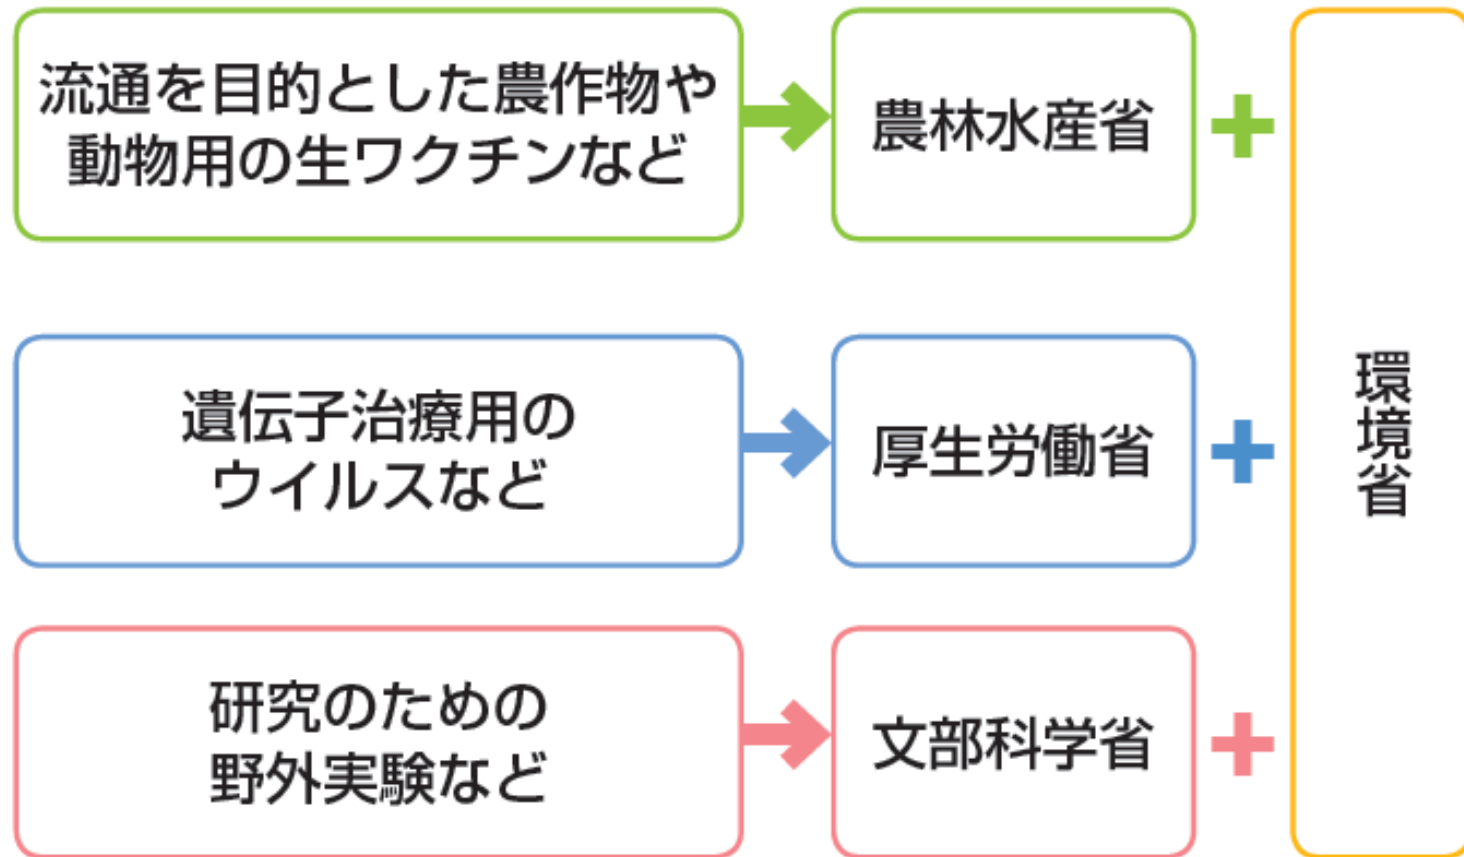 流通を目的とした農作物や
動物用の生ワクチンなど
農林水産省
+
遺伝子治療用の
ウイルスなど
厚生労働省
+
研究のための
野外実験など
文部科学省
+
環境省